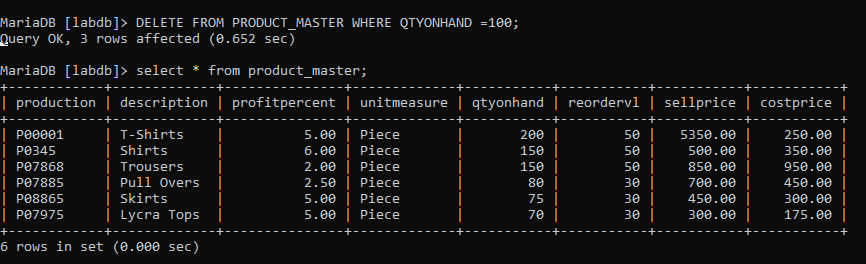 MariaDB [labdb]> DELETE FROM PRODUCT_MASTER WHERE QTYONHAND =100;
Query OK, 3 rows affected (0.652 sec)
MariaDB [labdb]> select * from product_master;
+------------+-------------+---------------+-------------+-----------+-----------+-----------+-----------+
| production | description | profitpercent | unitmeasure | qtyonhand | reordervl | sellprice | costprice |
+------------+-------------+---------------+-------------+-----------+-----------+-----------+-----------+
| P00001     | T-Shirts    |          5.00 | Piece       |       200 |        50 |   5350.00 |    250.00 |
| P0345      | Shirts      |          6.00 | Piece       |       150 |        50 |    500.00 |    350.00 |
| P07868     | Trousers    |          2.00 | Piece       |       150 |        50 |    850.00 |    950.00 |
| P07885     | Pull Overs  |          2.50 | Piece       |        80 |        30 |    700.00 |    450.00 |
| P08865     | Skirts      |          5.00 | Piece       |        75 |        30 |    450.00 |    300.00 |
| P07975     | Lycra Tops  |          5.00 | Piece       |        70 |        30 |    300.00 |    175.00 |
+------------+-------------+---------------+-------------+-----------+-----------+-----------+-----------+
6 rows in set (0.000 sec)